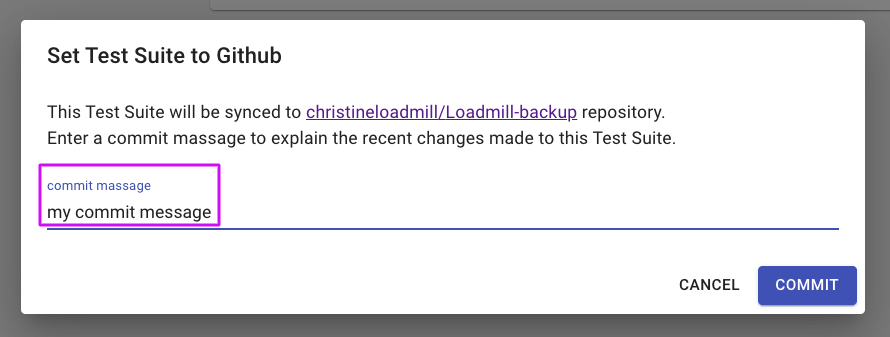 Set Test Suite to Github
This Test Suite will be synced to christineloadmill/Loadmill-backup repository.
Enter a commit massage to explain the recent changes made to this Test Suite.
commit massage
my commit message
CANCEL
COMMIT